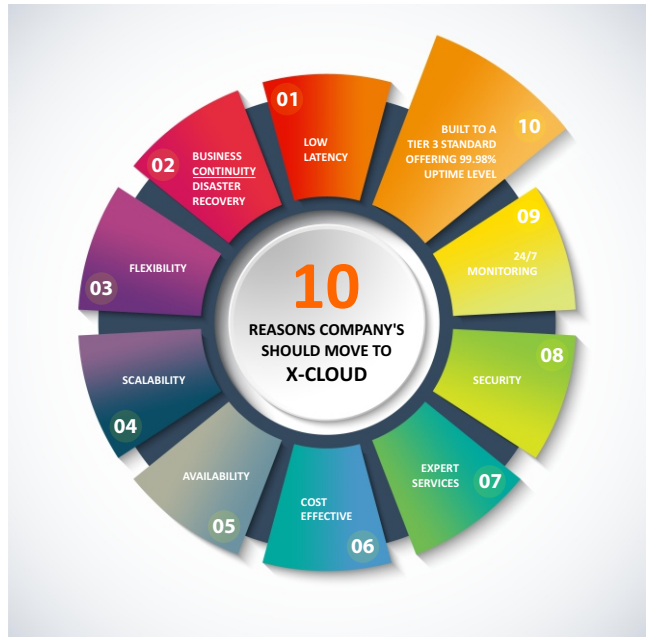 10
REASONS COMPANY'S
SHOULD MOVE TO
X-CLOUD
01
LOW
LATENCY
02
BUSINESS
CONTINUITY
DISASTER
RECOVERY
03
FLEXIBILITY
SCALABILITY
04
AVAILABILITY
05
COST
EFFECTIVE
06
EXPERT
SERVICES
07
08
SECURITY
09
24/7
MONITORING
10
BUILT TO A
TIER 3 STANDARD
OFFERING 99.98%
UPTIME LEVEL